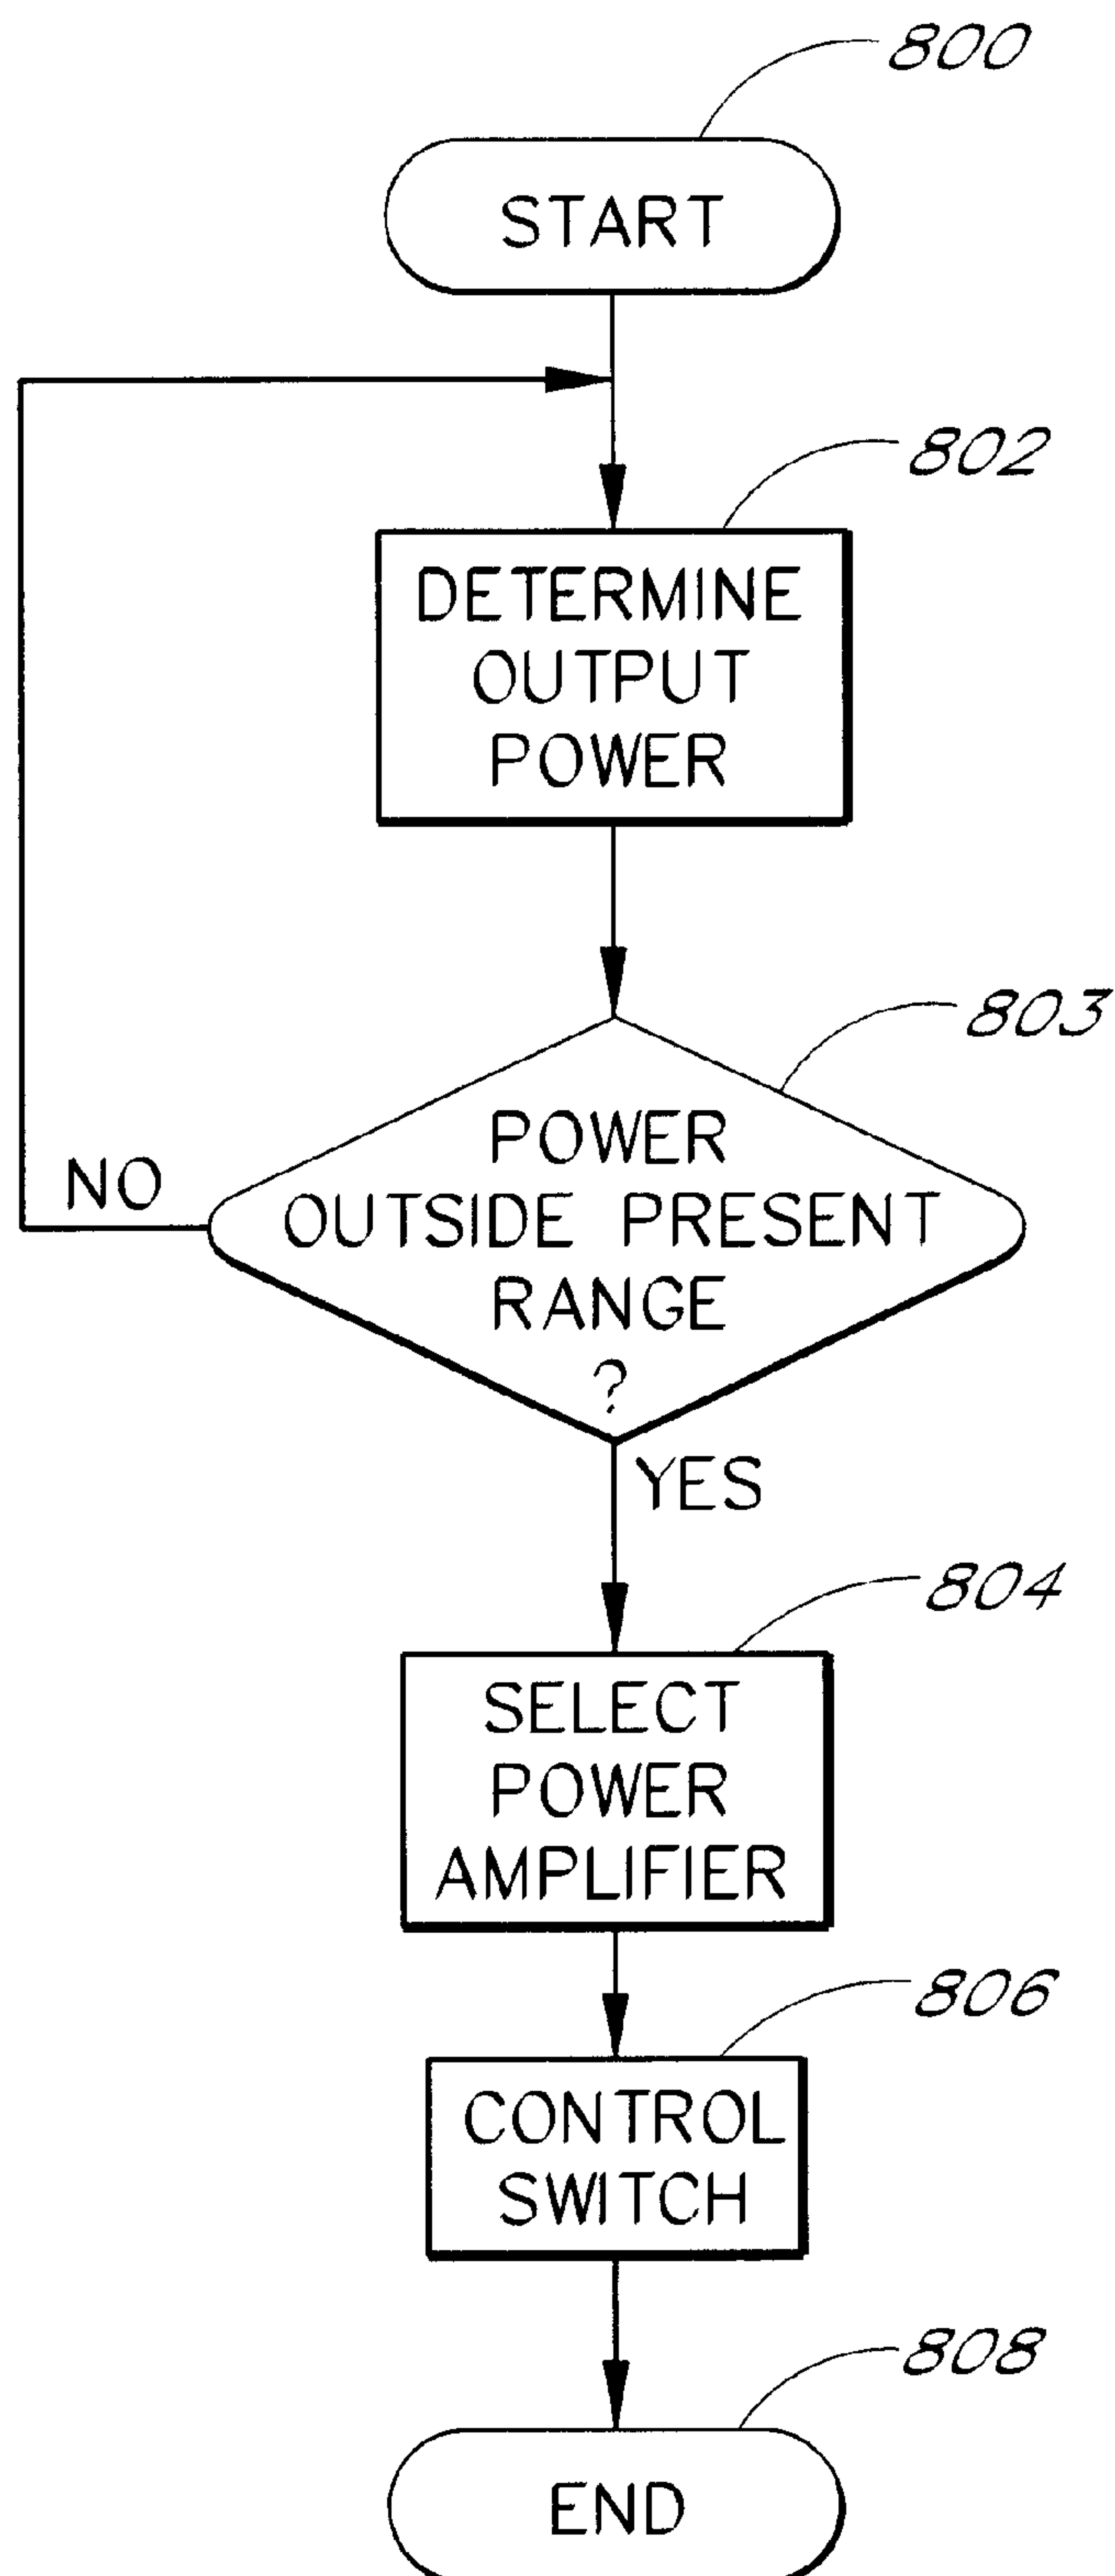 800
START
802
DETERMINE
OUTPUT
POWER
803
POWER
OUTSIDE PRESENT
RANGE
?
NO
YES
804
SELECT
POWER
AMPLIFIER
806
CONTROL
SWITCH
808
END